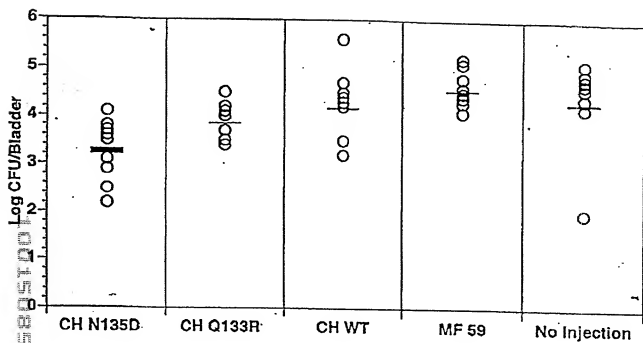 6
5
4
3
2
1
0
Log CFU/Bladder
CH N135D
CH Q133R
CH WT
MF 59
No Injection